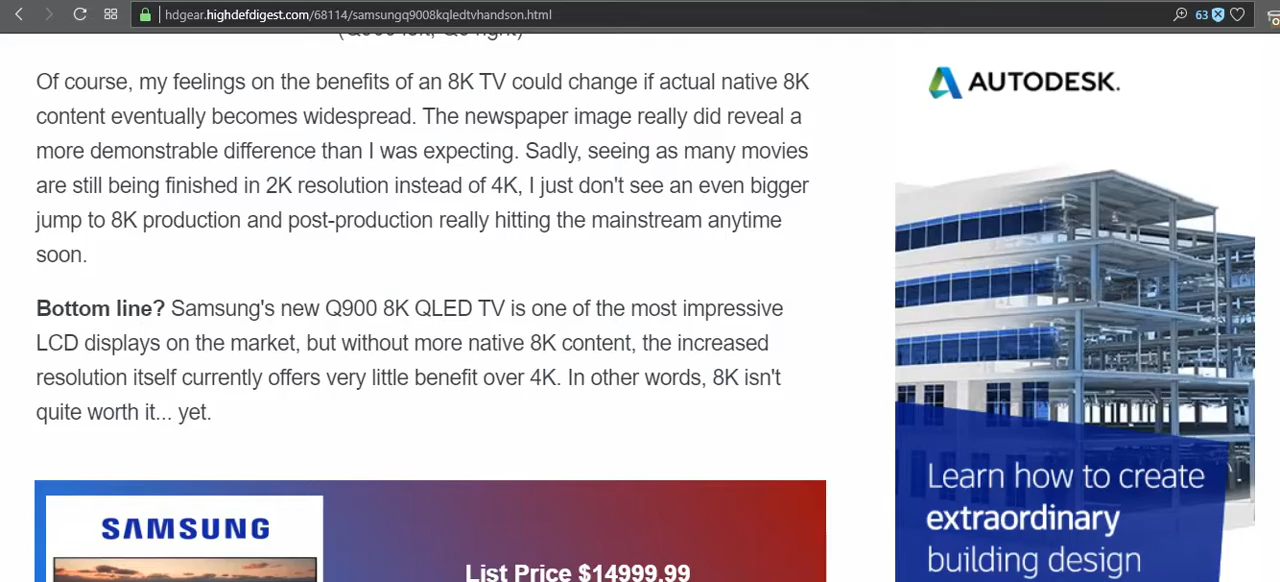 hdgear.highdefdigest.com/68114/samsungq9008kqledtvhandson.html
63
Of course, my feelings on the benefits of an 8K TV could change if actual native 8K
content eventually becomes widespread. The newspaper image really did reveal a
more demonstrable difference than I was expecting. Sadly, seeing as many movies
are still being finished in 2K resolution instead of 4K, I just don't see an even bigger
jump to 8K production and post-production really hitting the mainstream anytime
soon.
Bottom line? Samsung's new Q900 8K QLED TV is one of the most impressive
LCD displays on the market, but without more native 8K content, the increased
resolution itself currently offers very little benefit over 4K. In other words, 8K isn't
quite worth it... yet.
SAMSUNG
List Price $14999.99
AUTODESK.
Learn how to create
extraordinary
building design